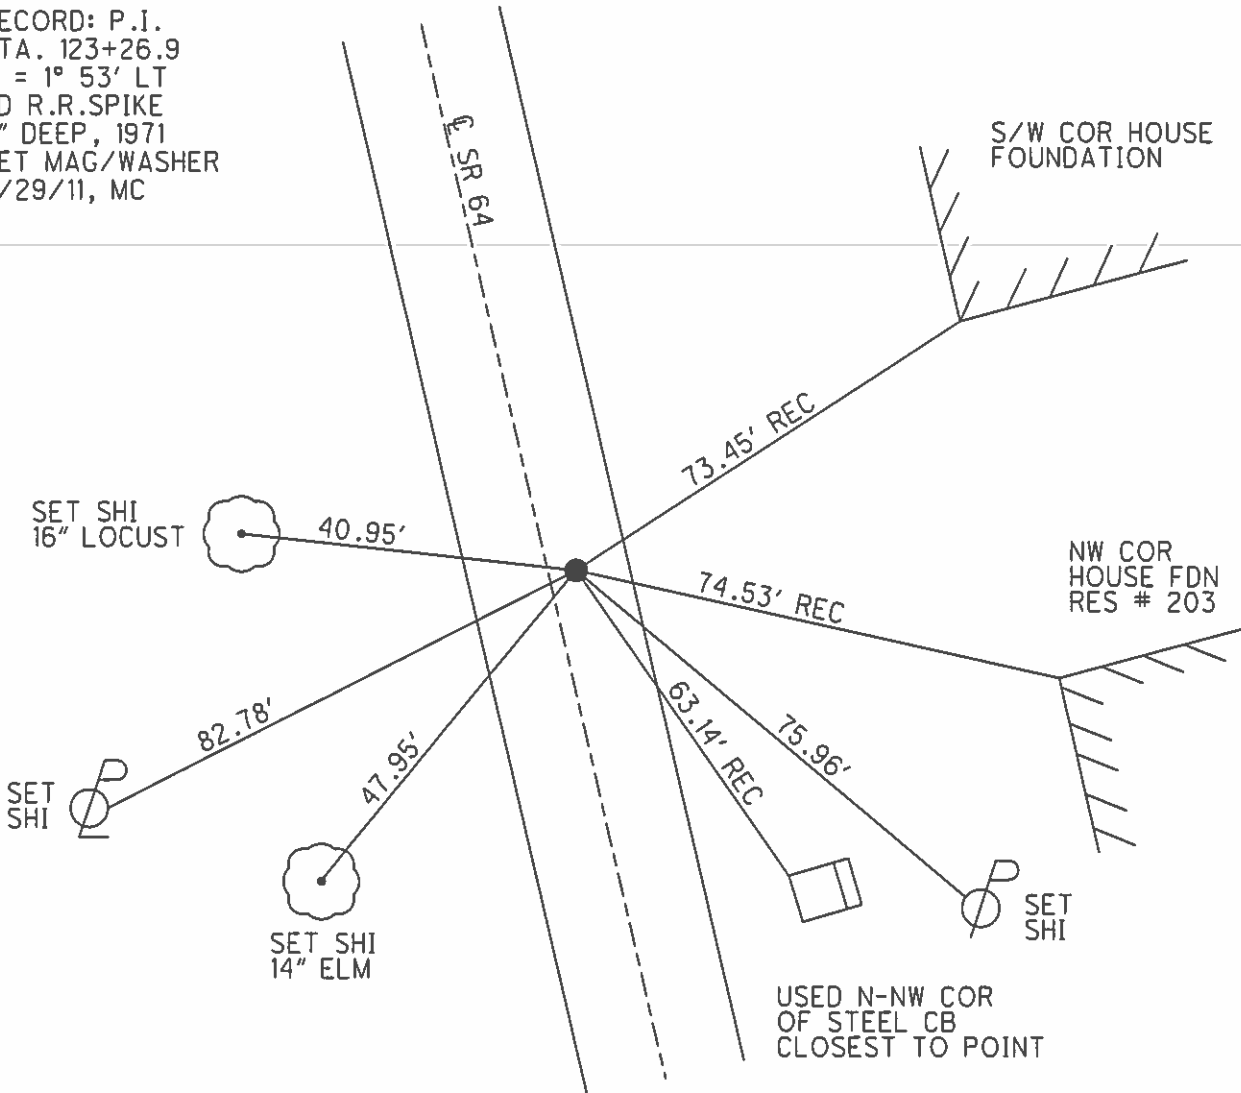 ECORD: P.I.
TA. 123+26.9
= 1° 53' LT
D R.R.SPIKE
" DEEP, 1971
ET MAG/WASHER
/29/11, MC
℄ SR 64
S/W COR HOUSE
FOUNDATION
73.45' REC
SET SHI
16" LOCUST
40.95'
74.53' REC
NW COR
HOUSE FDN
RES # 203
82.78'
47.95'
63.14' REC
75.96'
SET
SHI
SET SHI
14" ELM
SET
SHI
USED N-NW COR
OF STEEL CB
CLOSEST TO POINT